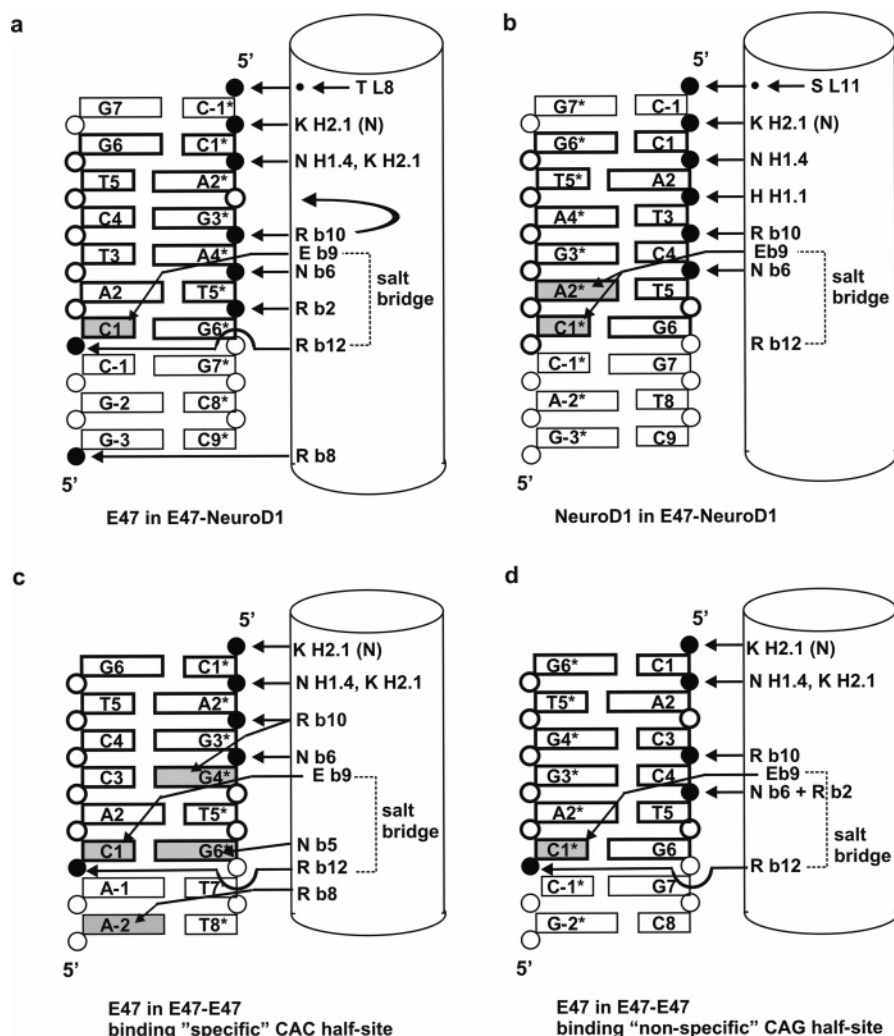 a
5'
T L8
G7 C-1*
K H2.1 (N)
G6 C1*
N H1.4, K H2.1
T5 A2*
C4 G3*
R b10
T3 A4*
E b9
N b6
A2 T5*
salt
bridge
R b2
C1 G6*
R b12
C-1 G7*
G-2 C8*
G-3 C9*
R b8
5'
E47 in E47-NeuroD1
b
5'
S L11
G7* C-1
K H2.1 (N)
G6* C1
N H1.4
T5* A2
H H1.1
A4* T3
R b10
G3* C4
Eb9
N b6
A2* T5
salt
bridge
C1* G6
R b12
C-1* G7
A-2* T8
G-3* C9
5'
NeuroD1 in E47-NeuroD1
c
5'
K H2.1 (N)
G6 C1*
N H1.4, K H2.1
T5 A2*
R b10
C4 G3*
N b6
C3 G4*
E b9
A2 T5*
salt
bridge
N b5
C1 G6*
R b12
A-1 T7
R b8
A-2 T8*
5'
E47 in E47-E47
binding "specific" CAC half-site
d
5'
K H2.1 (N)
G6* C1
N H1.4, K H2.1
T5* A2
G4* C3
R b10
G3* C4
Eb9
N b6 + R b2
A2* T5
salt
bridge
C1* G6
R b12
C-1* G7
G-2* C8
5'
E47 in E47-E47
binding "non-specific" CAG half-site